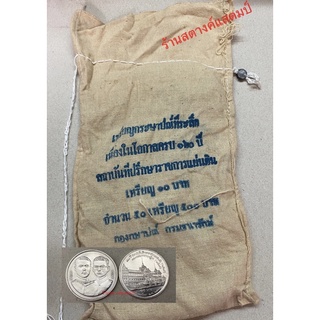 ร้านสตางค์แสตมป์
เหรียญกระษาปณ์ที่ระลึก
เนื่องในโอกาสครบ ๑๒๐ ปี
สถาบันที่ปรึกษาราชการแผ่นดิน
เหรียญ ๑๐ บาท
จำนวน ๕๐ เหรียญ ๕๐๐ บาท
กองกษาปณ์ กรมธนารักษ์